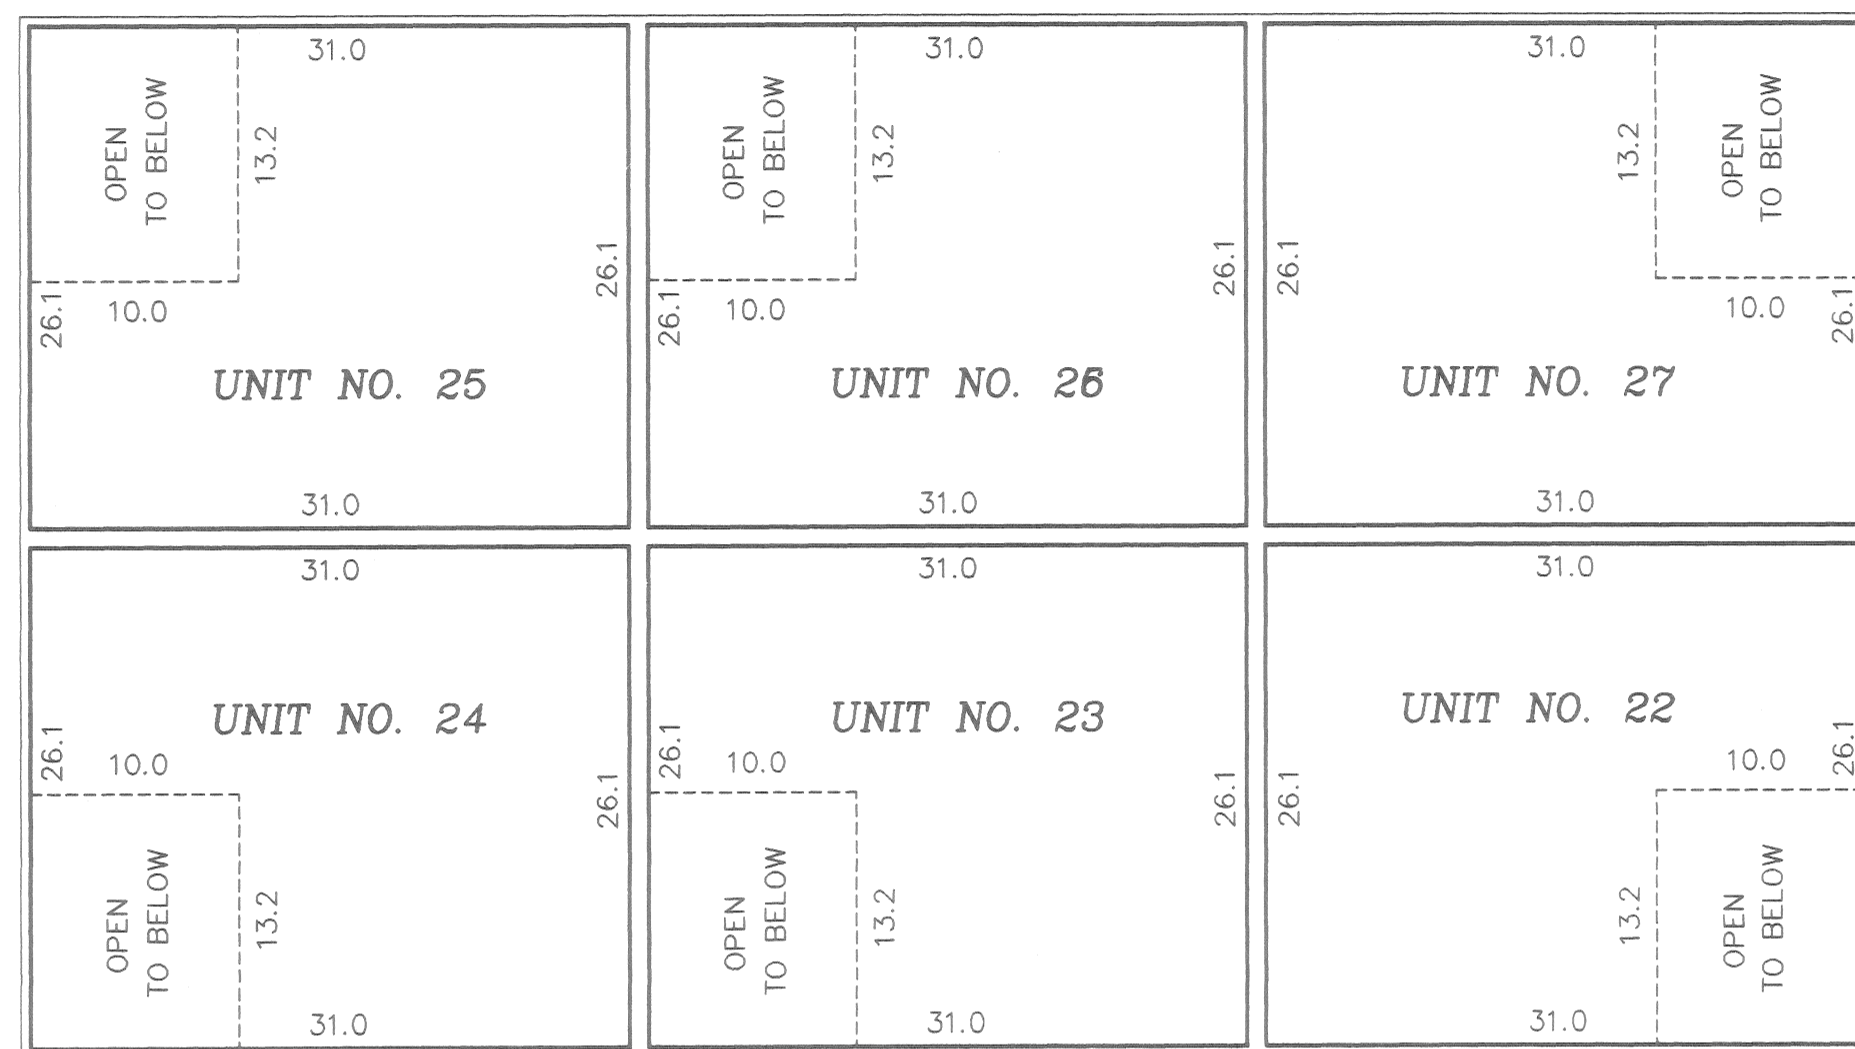 31.0
OPEN
TO BELOW
13.2
26.1
26.1
10.0
UNIT NO. 25
31.0
31.0
OPEN
TO BELOW
13.2
26.1
26.1
10.0
UNIT NO. 26
31.0
31.0
13.2
OPEN
TO BELOW
26.1
10.0
26.1
UNIT NO. 27
31.0
31.0
UNIT NO. 24
26.1
10.0
26.1
OPEN
TO BELOW
13.2
31.0
31.0
UNIT NO. 23
26.1
10.0
26.1
OPEN
TO BELOW
13.2
31.0
31.0
UNIT NO. 22
26.1
10.0
26.1
13.2
OPEN
TO BELOW
31.0